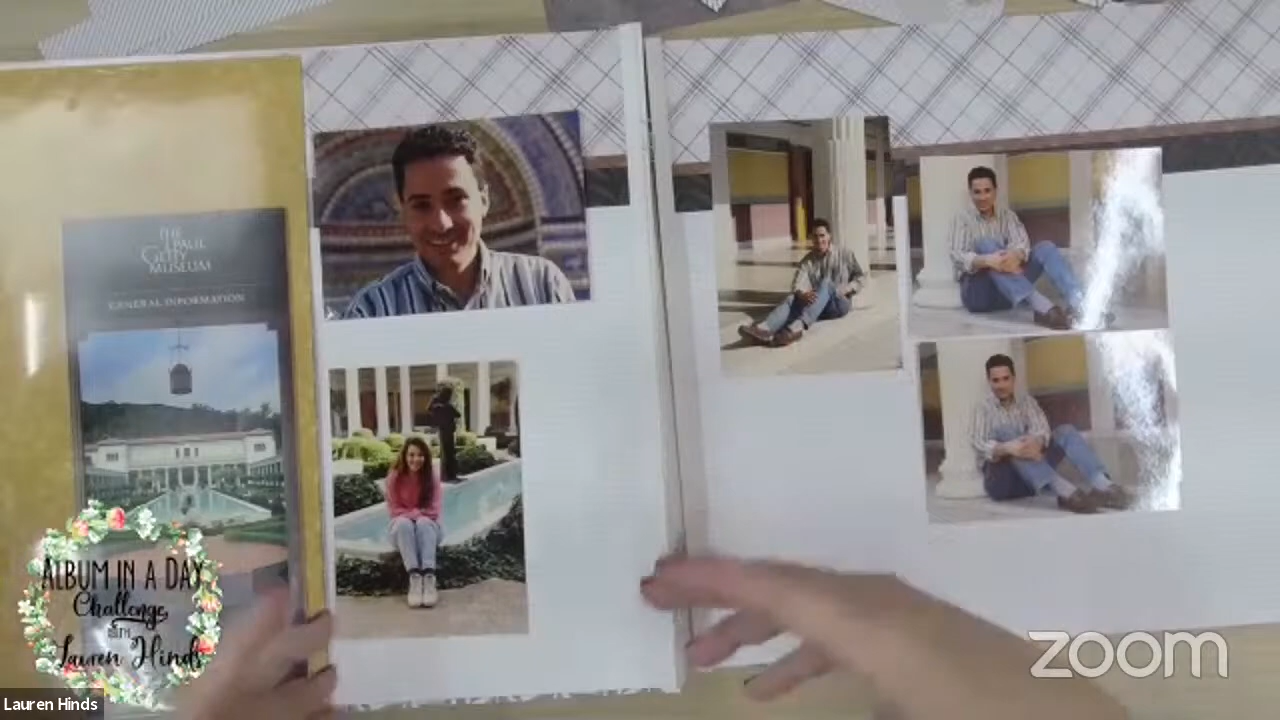 THE
J. PAUL
GETTY
MUSEUM
GENERAL INFORMATION
ALBUM IN A DAY
Challenge
WITH
Lauren Hinds
Lauren Hinds
zoom